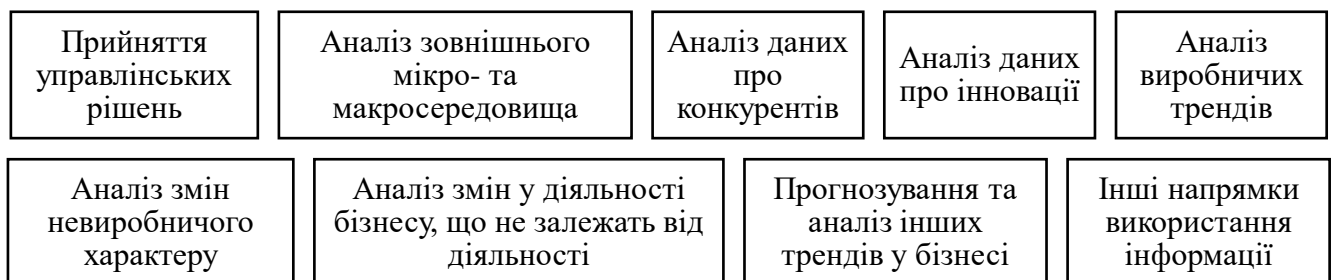 Прийняття
управлінських
рішень
Аналіз зовнішнього
мікро- та
макросередовища
Аналіз даних
про
конкурентів
Аналіз даних
про інновації
Аналіз
виробничих
трендів
Аналіз змін
невиробничого
характеру
Аналіз змін у діяльності
бізнесу, що не залежать від
діяльності
Прогнозування та
аналіз інших
трендів у бізнесі
Інші напрямки
використання
інформації